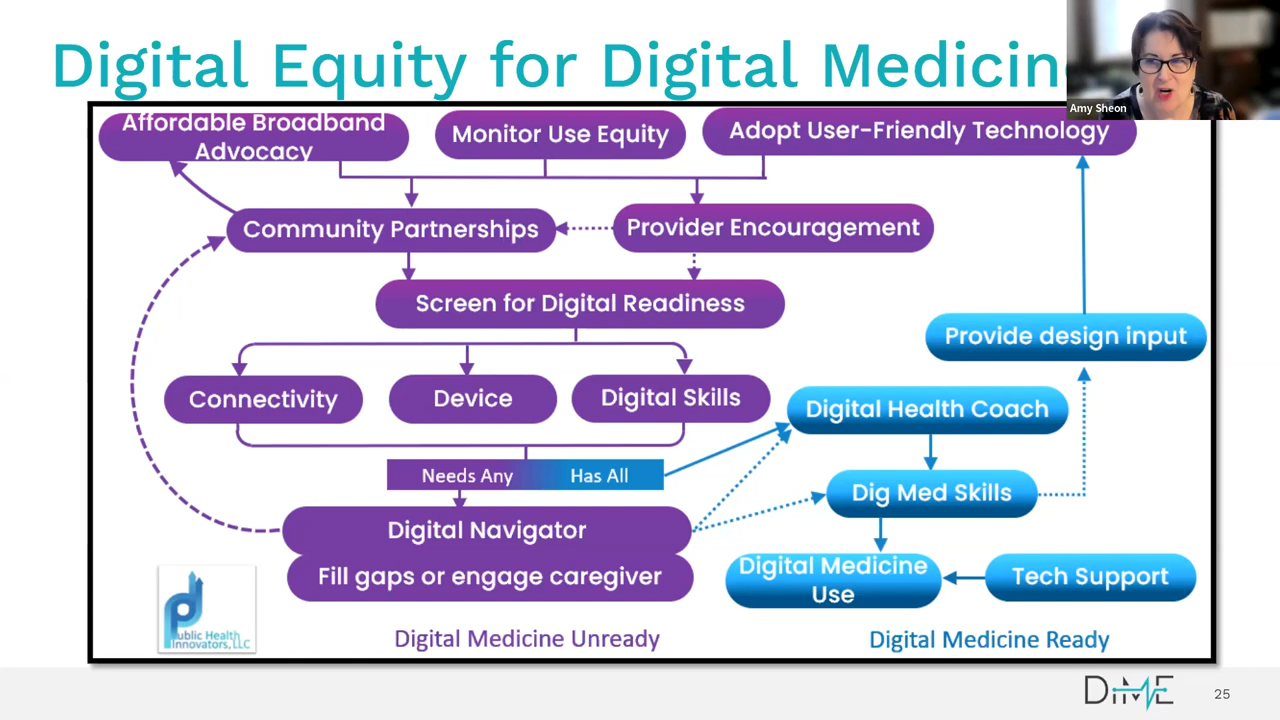 Digital Equity for Digital Medicin
Amy Sheon
Affordable Broadband
Advocacy
Monitor Use Equity
Adopt User-Friendly Technology
Community Partnerships
Provider Encouragement
Screen for Digital Readiness
Provide design input
Connectivity
Device
Digital Skills
Digital Health Coach
Needs Any
Has All
Dig Med Skills
Digital Navigator
Fill gaps or engage caregiver
Digital Medicine
Use
Tech Support
Public Health
Innovators, LLC
Digital Medicine Unready
Digital Medicine Ready
DiME
25